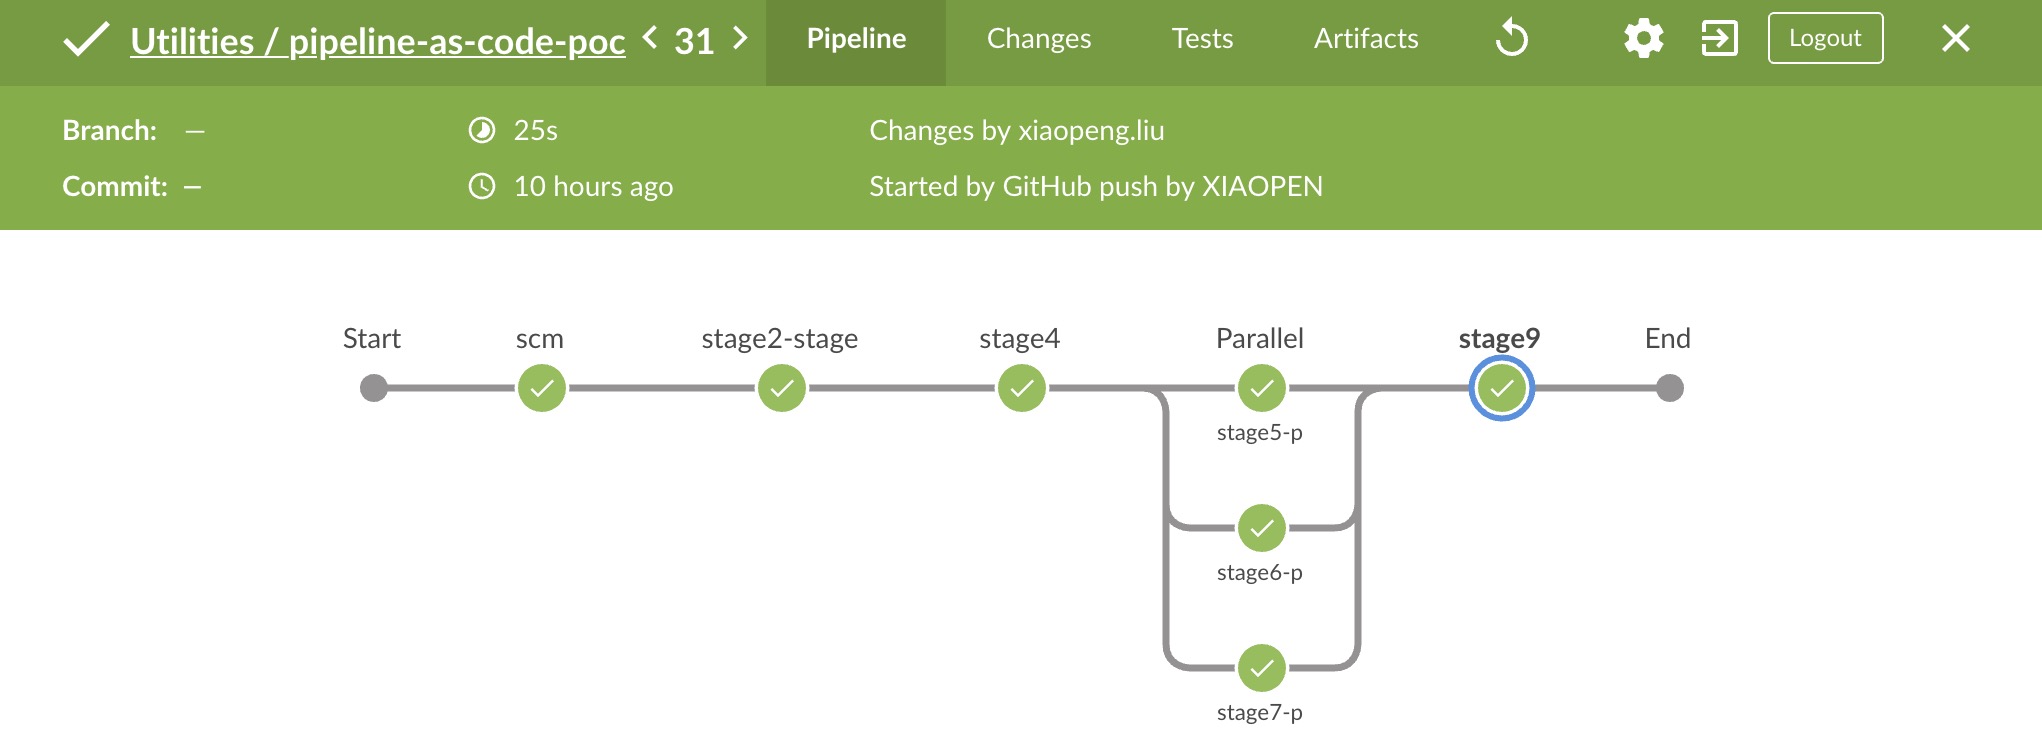 Utilities / pipeline-as-code-poc < 31 > Pipeline Changes Tests Artifacts Logout
Branch: — 25s Changes by xiaopeng.liu
Commit: — 10 hours ago Started by GitHub push by XIAOPEN
Start scm stage2-stage stage4 Parallel stage9 End
stage5-p
stage6-p
stage7-p